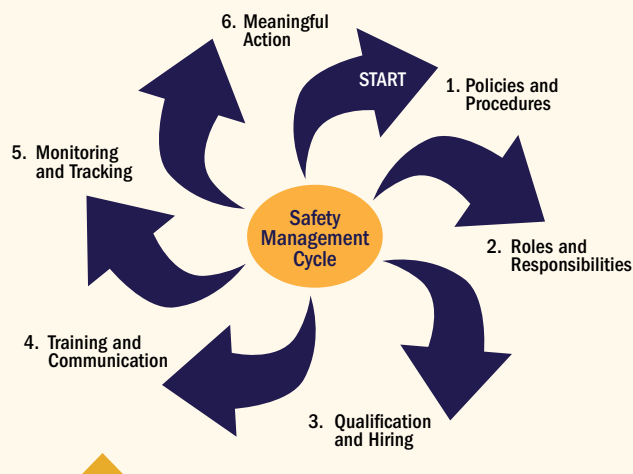 START
1. Policies and
Procedures
2. Roles and
Responsibilities
3. Qualification
and Hiring
4. Training and
Communication
5. Monitoring
and Tracking
6. Meaningful
Action
Safety
Management
Cycle